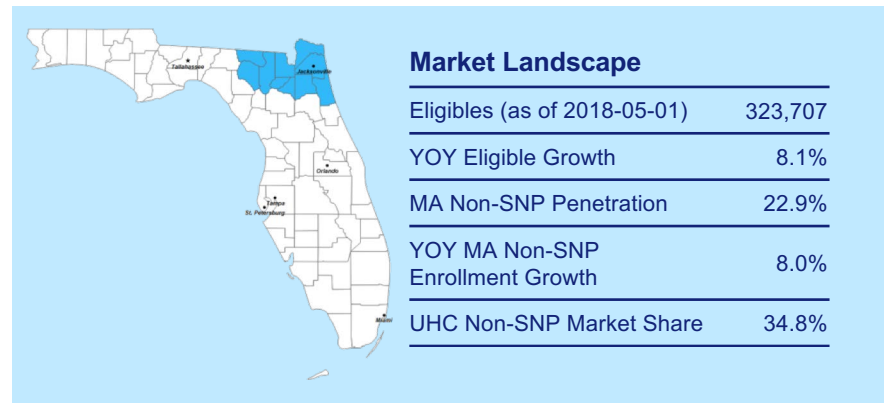 Tallahassee
Jacksonville
Orlando
Tampa
St. Petersburg
Miami
Market Landscape
Eligibles (as of 2018-05-01) 323,707
YOY Eligible Growth 8.1%
MA Non-SNP Penetration 22.9%
YOY MA Non-SNP
Enrollment Growth 8.0%
UHC Non-SNP Market Share 34.8%